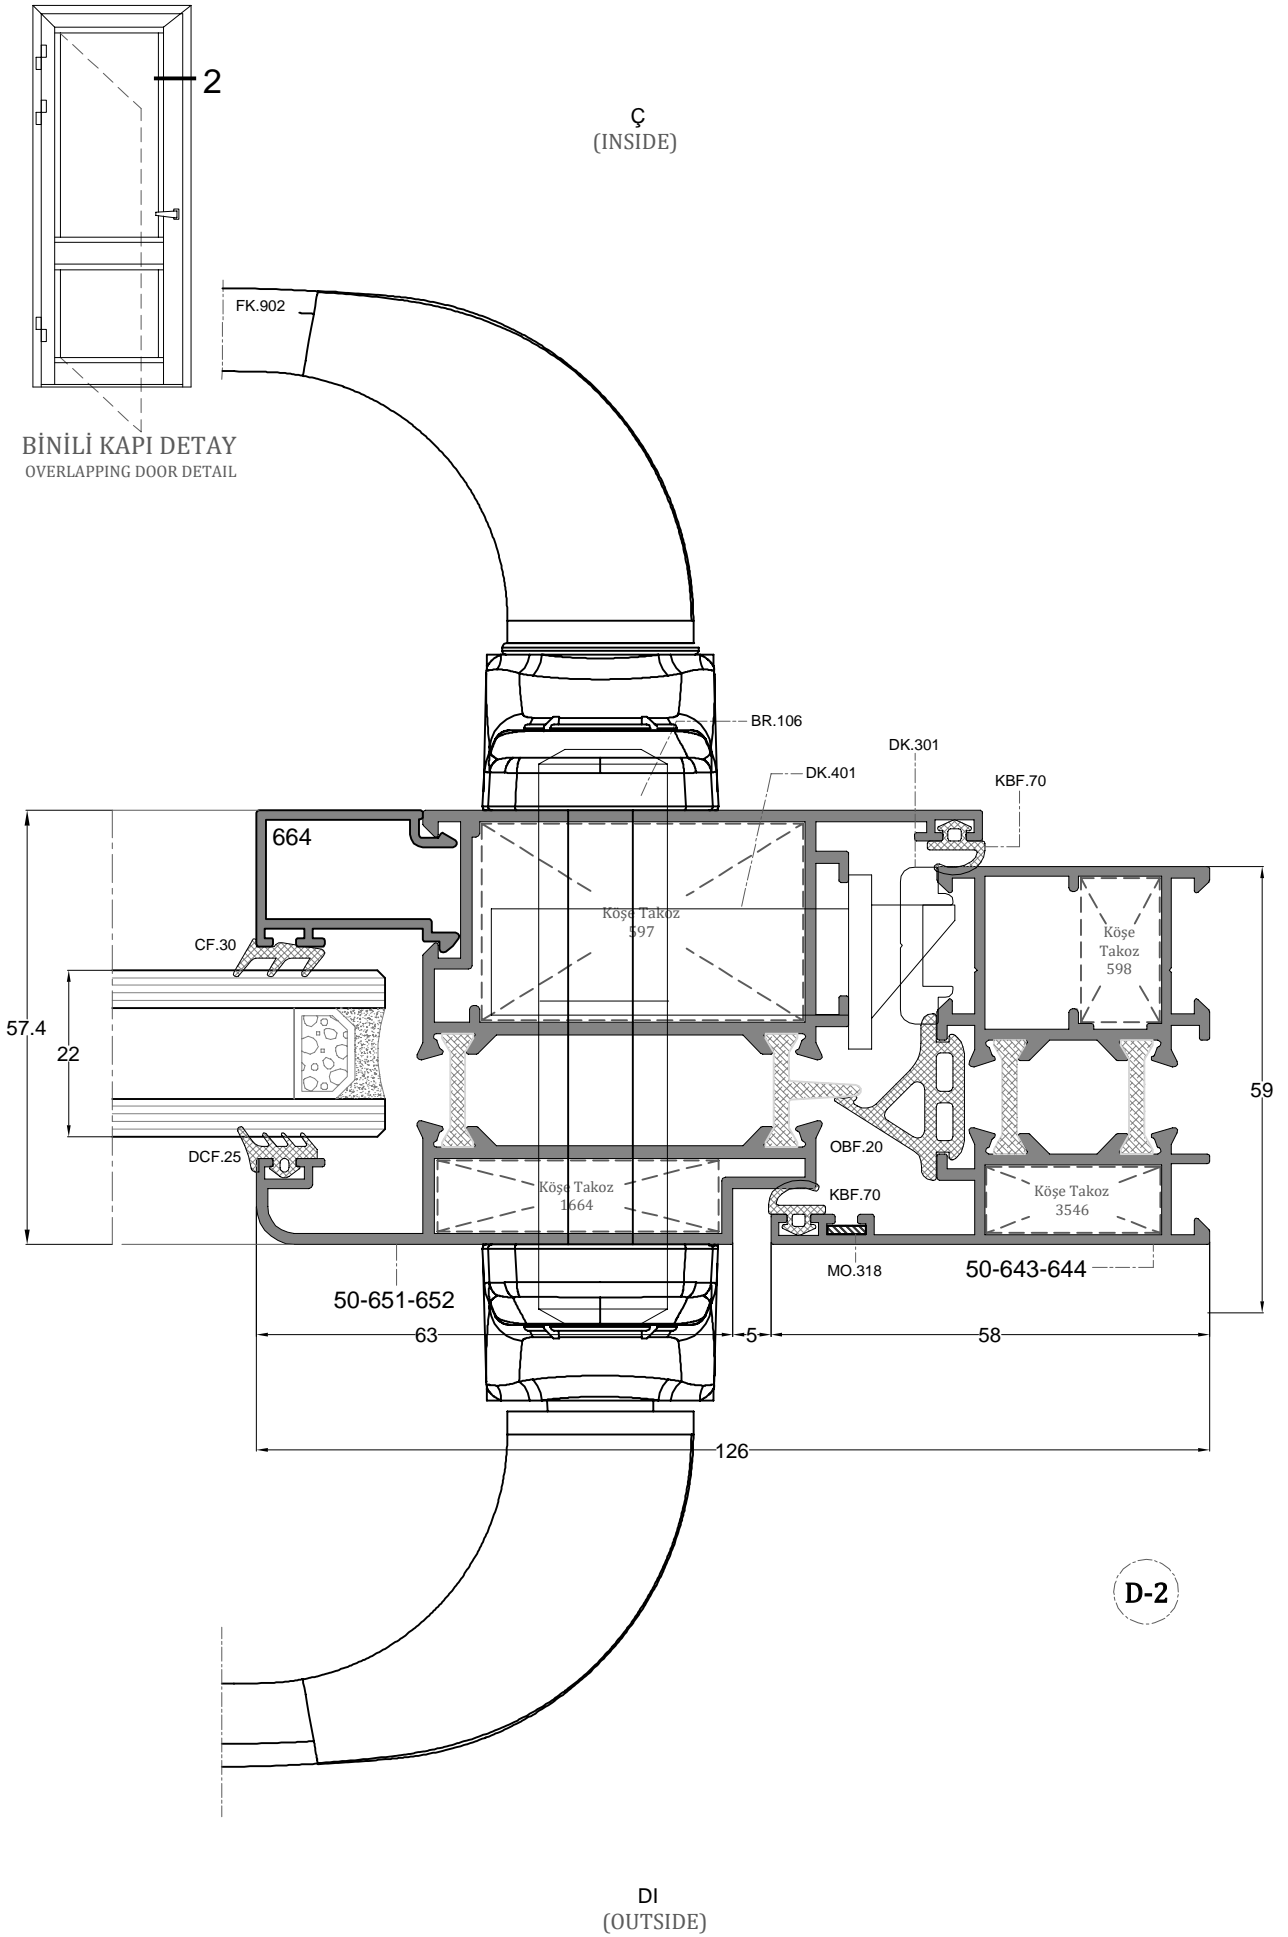 2
Ç
(INSIDE)
FK.902
BİNİLİ KAPI DETAY
OVERLAPPING DOOR DETAIL
BR.106
DK.301
DK.401
KBF.70
664
Köşe Takoz
597
Köşe
Takoz
598
CF.30
57.4
22
59
DCF.25
OBF.20
KBF.70
Köşe Takoz
1664
Köşe Takoz
3546
MO.318
50-643-644
50-651-652
63
5
58
126
D-2
DI
(OUTSIDE)